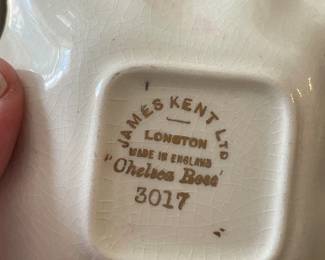 JAMES KENT LTD
LONGTON
MADE IN ENGLAND
"Chelsea Rose"
3017